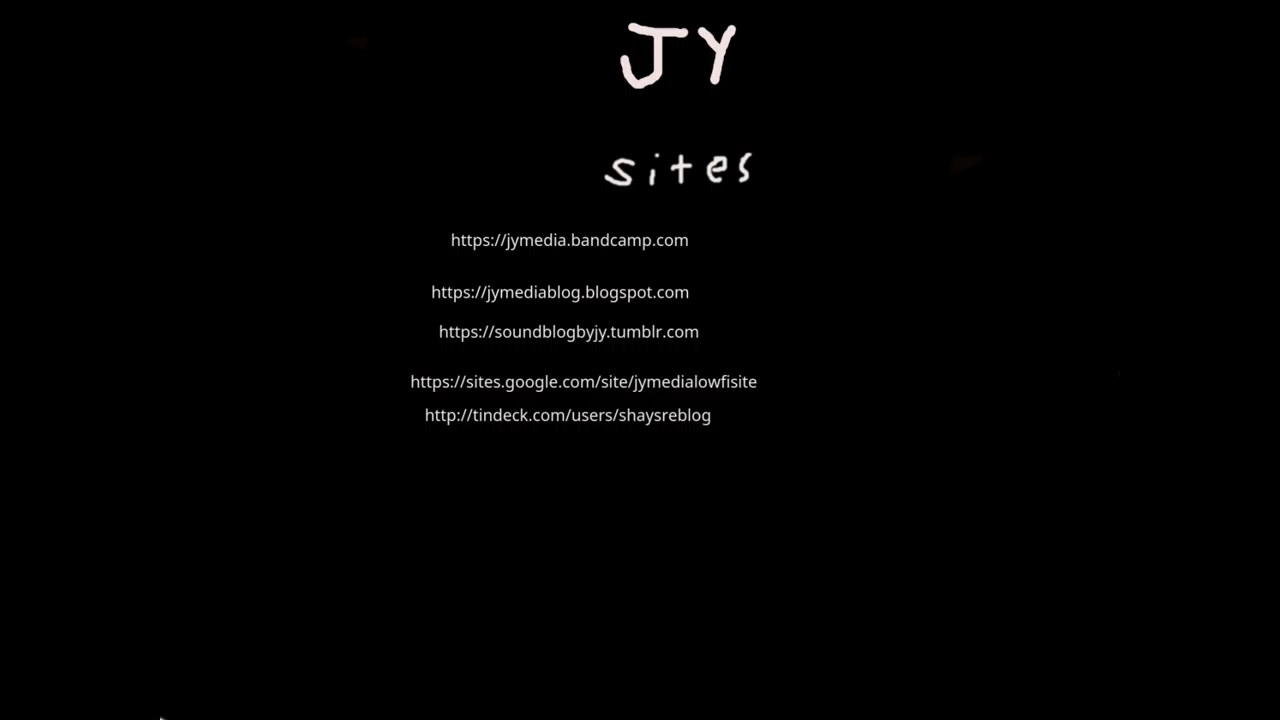 JY
sites
https://jymedia.bandcamp.com
https://jymediablog.blogspot.com
https://soundblogbyjy.tumblr.com
https://sites.google.com/site/jymedialowfisite
http://tindeck.com/users/shaysreblog